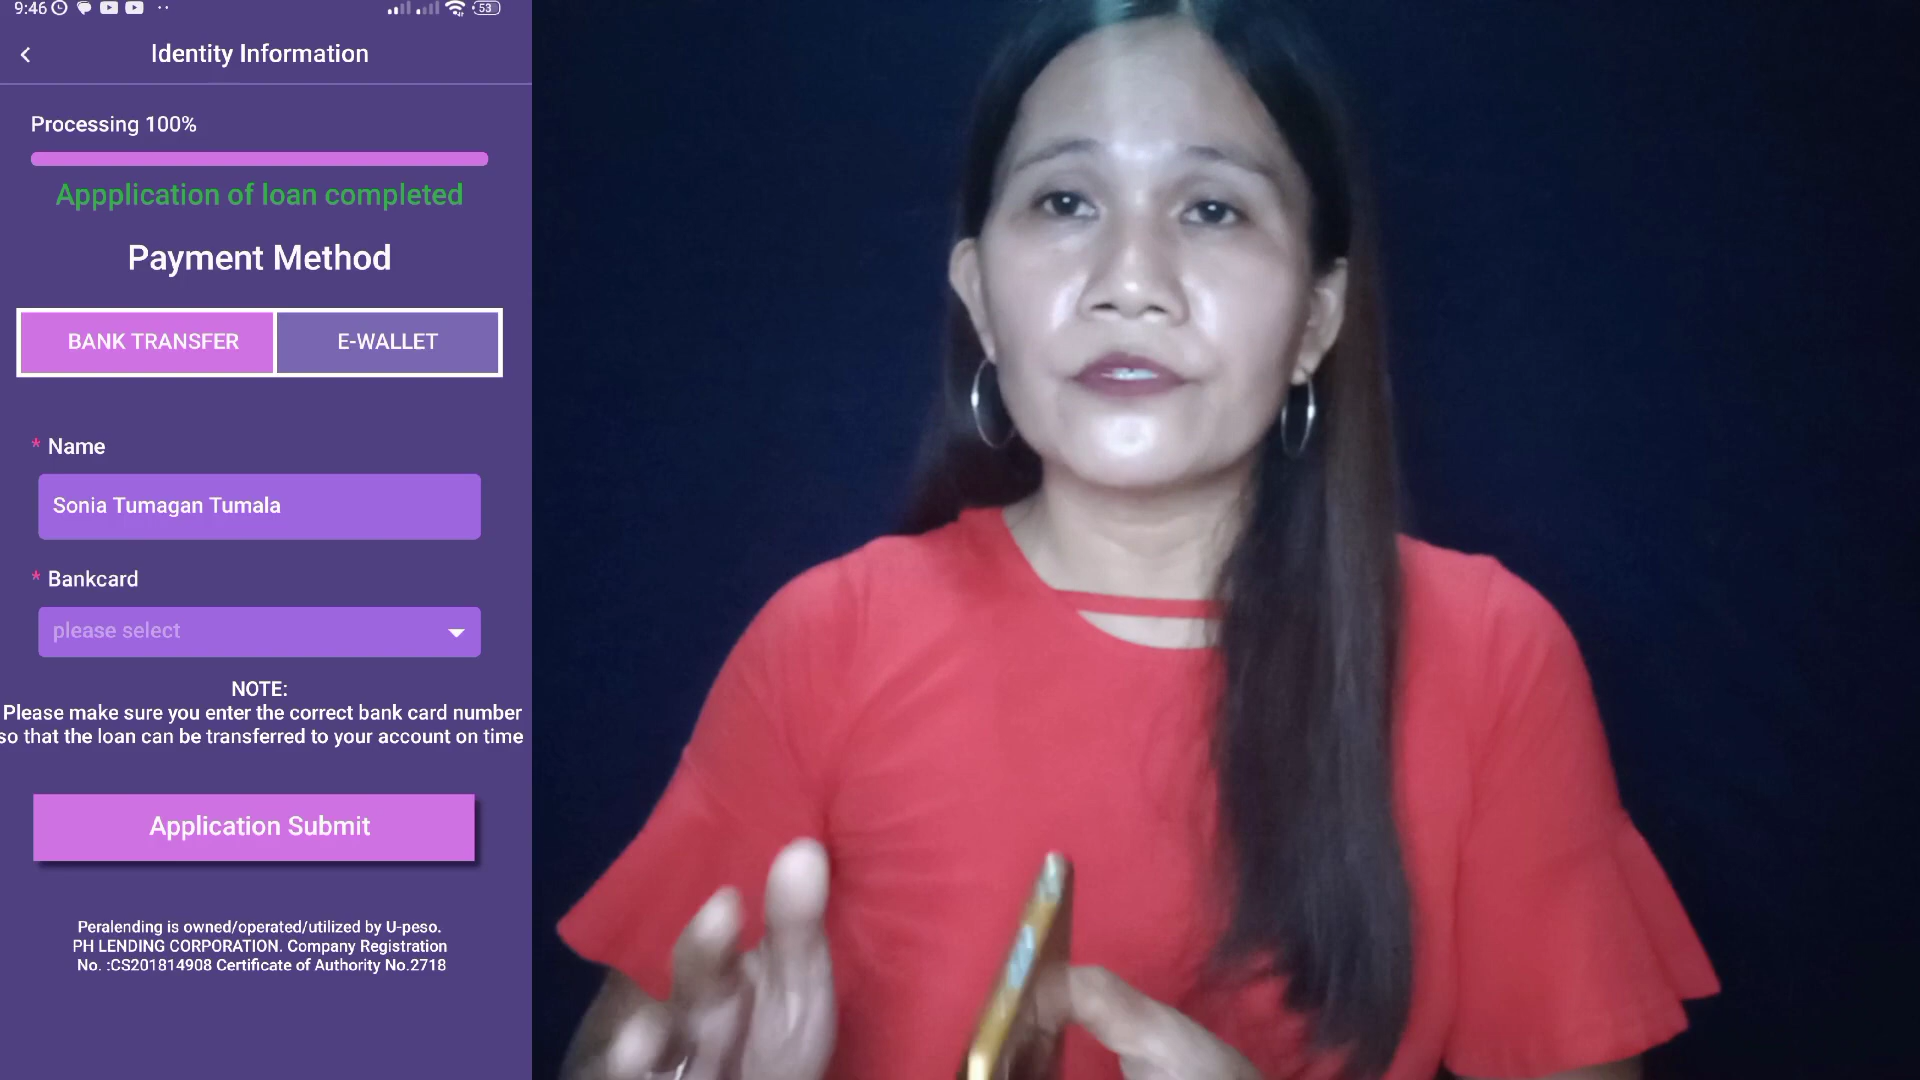 9:46
53
Identity Information
Processing 100%
Appplication of loan completed
Payment Method
BANK TRANSFER
E-WALLET
* Name
Sonia Tumagan Tumala
* Bankcard
please select
NOTE:
Please make sure you enter the correct bank card number
so that the loan can be transferred to your account on time
Application Submit
Peralending is owned/operated/utilized by U-peso.
PH LENDING CORPORATION. Company Registration
No. :CS201814908 Certificate of Authority No.2718